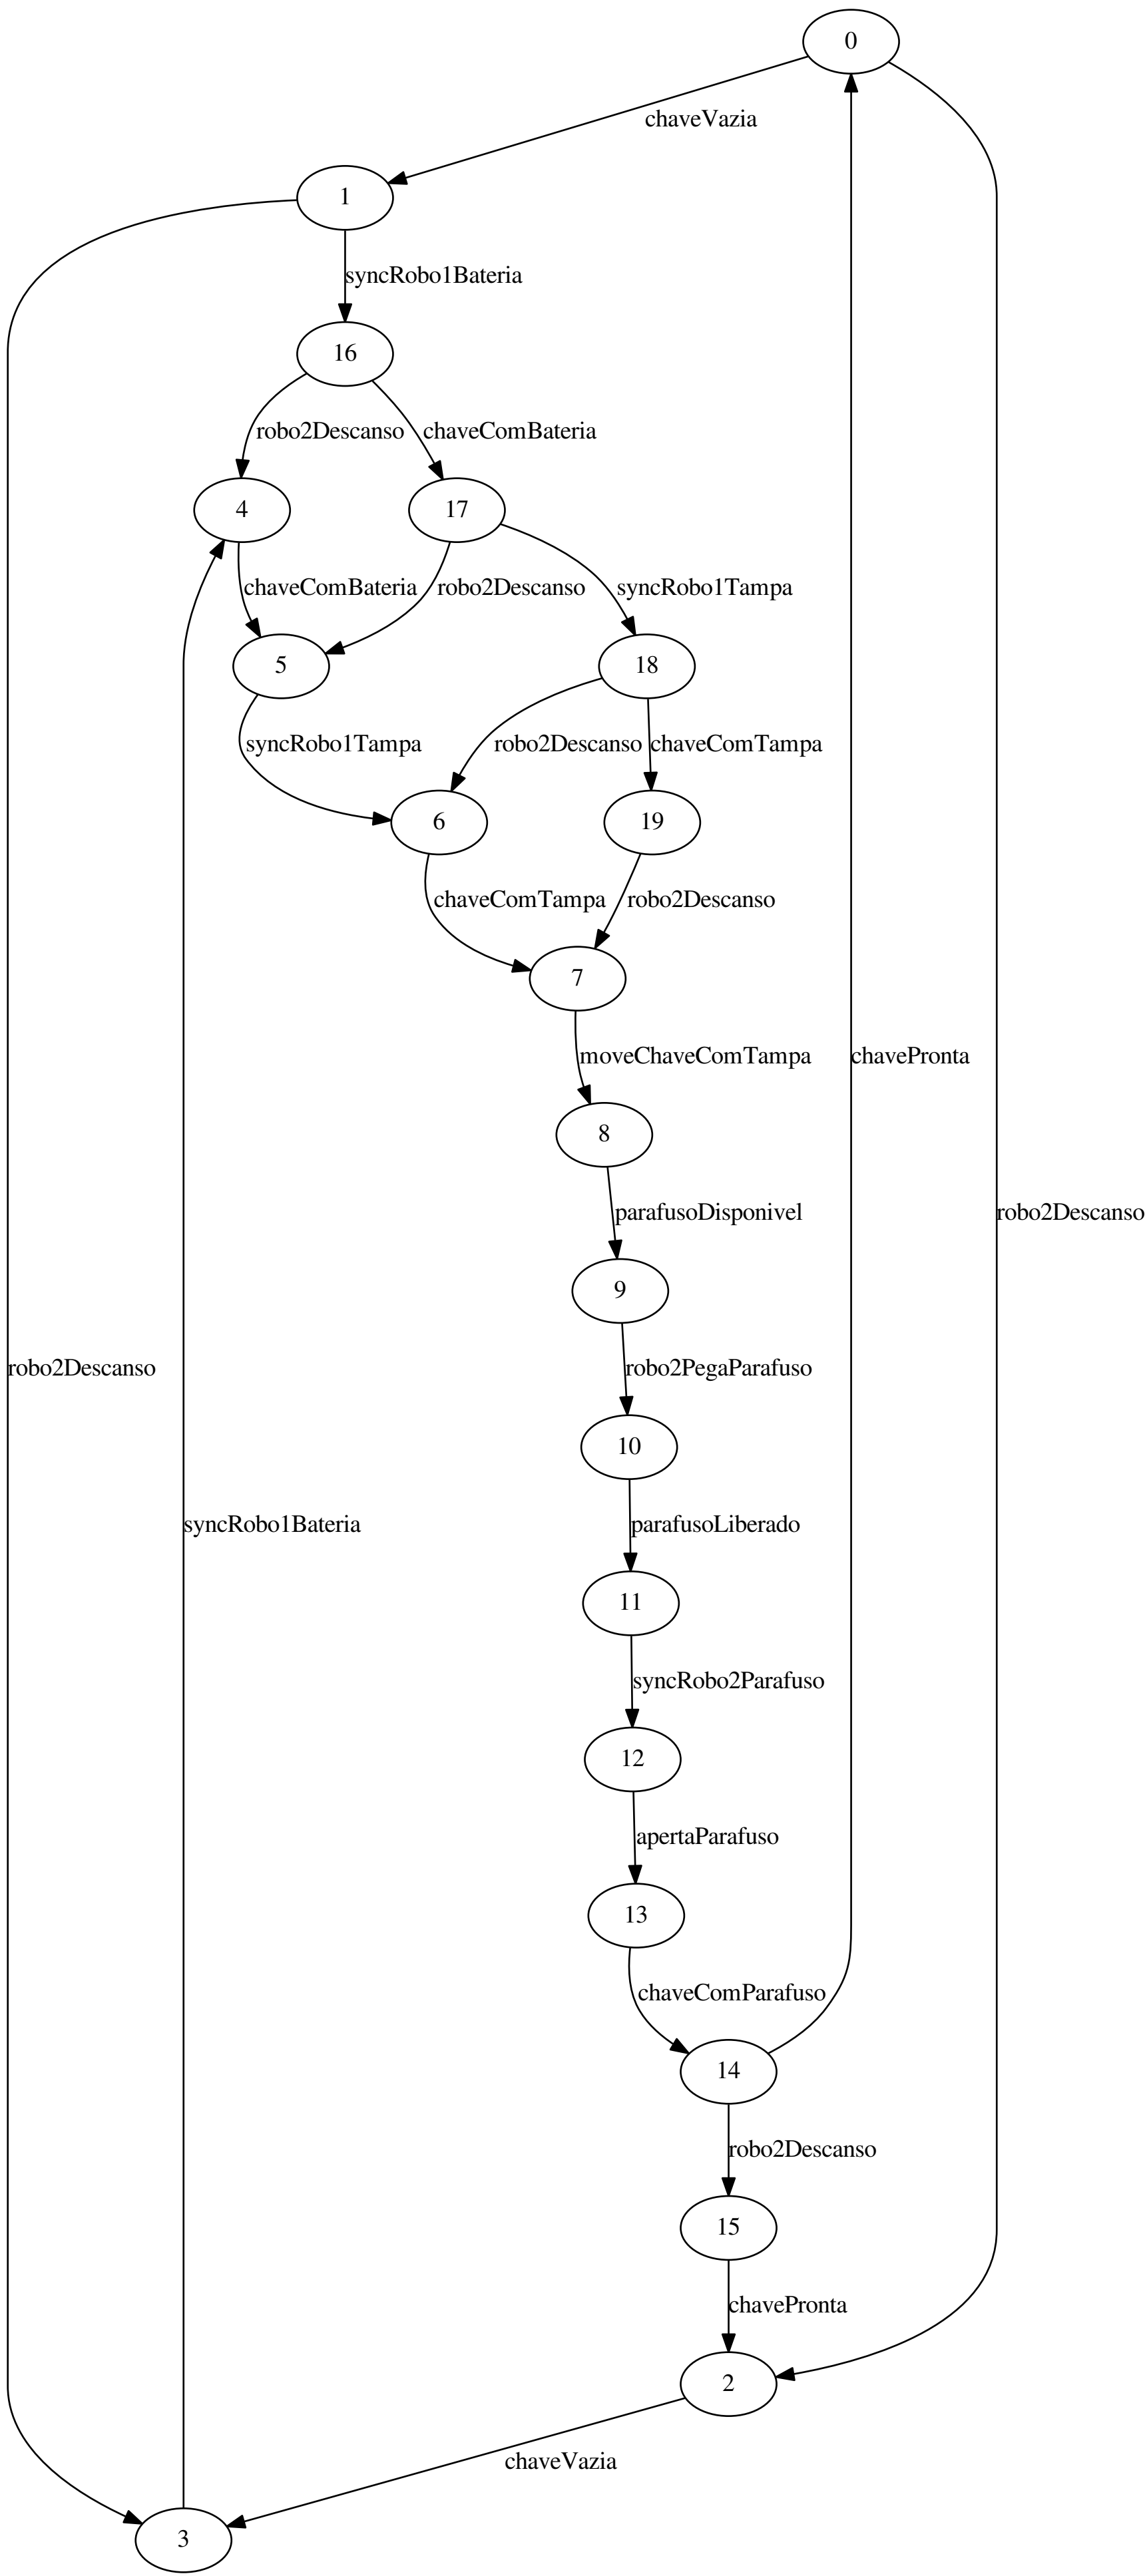 0
chaveVazia
1
syncRobo1Bateria
16
robo2Descanso
chaveComBateria
4
17
chaveComBateria
robo2Descanso
syncRobo1Tampa
5
18
syncRobo1Tampa
robo2Descanso
chaveComTampa
6
19
chaveComTampa
robo2Descanso
7
moveChaveComTampa
chavePronta
8
parafusoDisponivel
robo2Descanso
9
robo2Descanso
robo2PegaParafuso
10
syncRobo1Bateria
parafusoLiberado
11
syncRobo2Parafuso
12
apertaParafuso
13
chaveComParafuso
14
robo2Descanso
15
chavePronta
2
chaveVazia
3